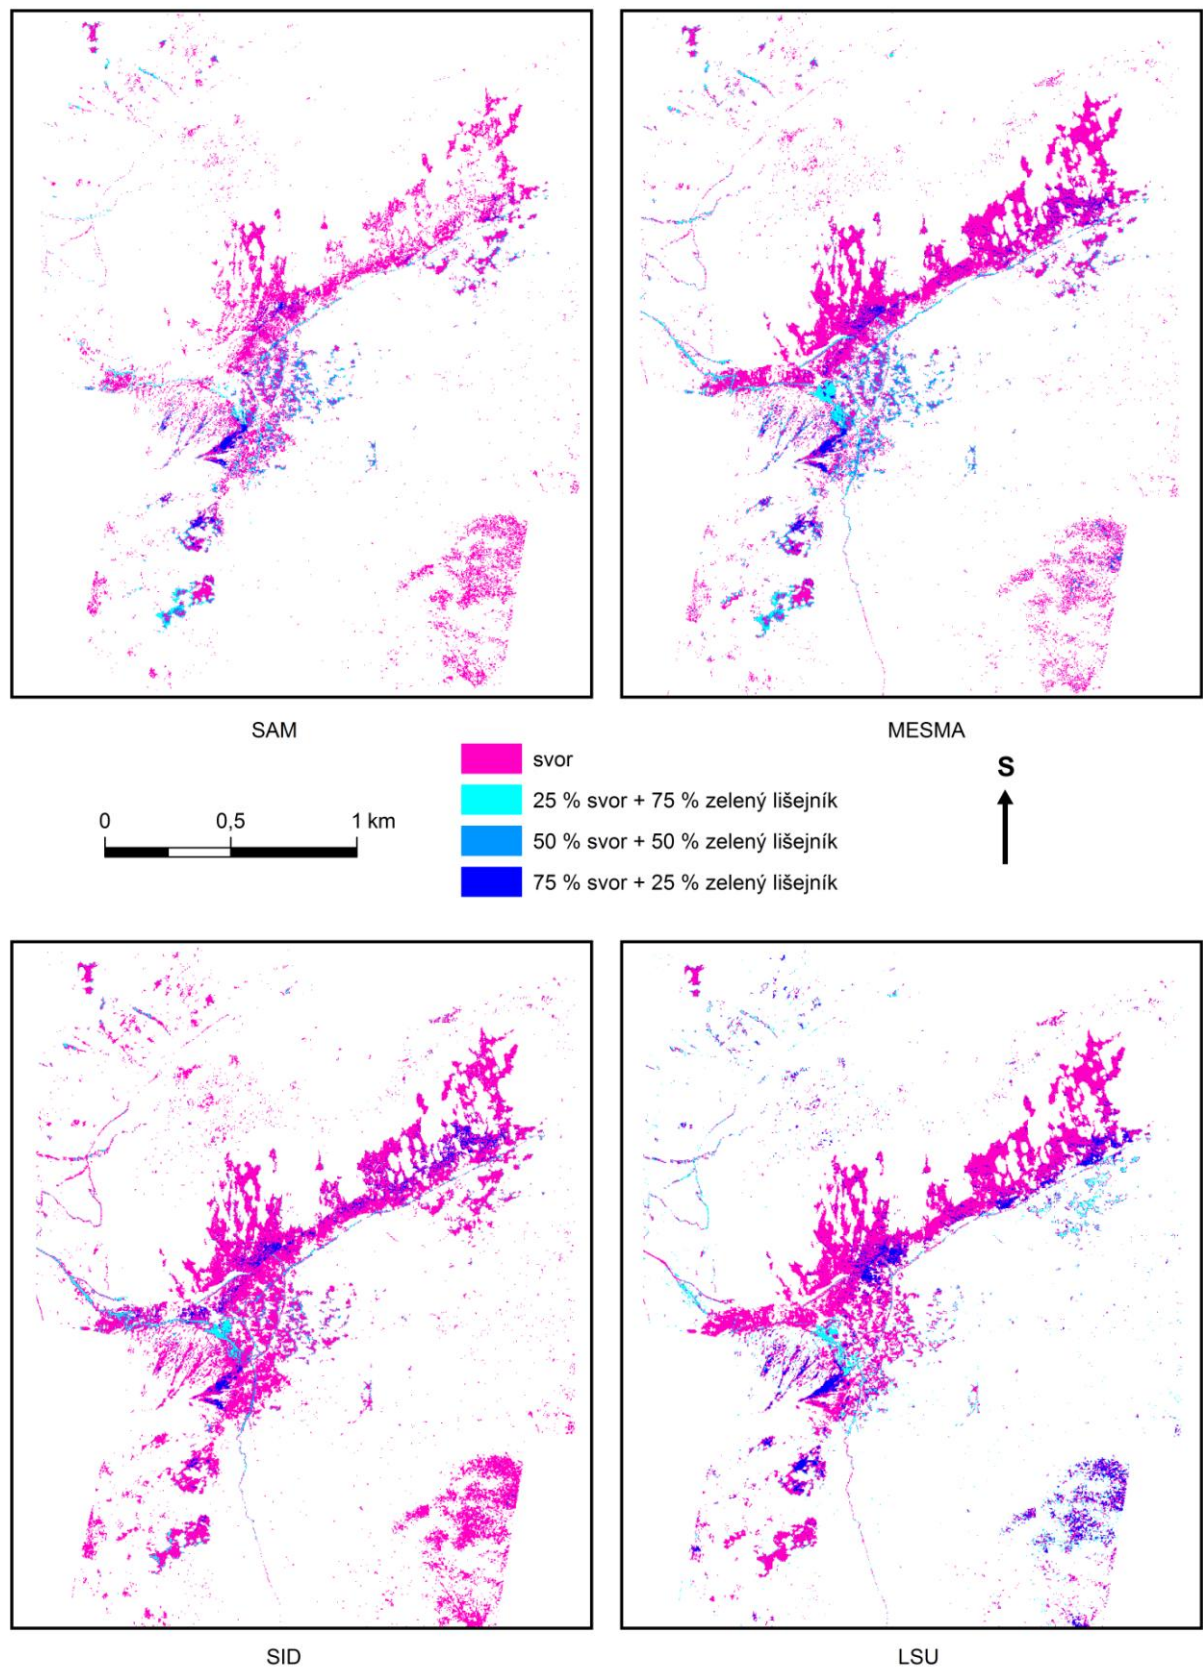 SAM
MESMA
svor
25 % svor + 75 % zelený lišejník
50 % svor + 50 % zelený lišejník
75 % svor + 25 % zelený lišejník
0 0,5 1 km
S
SID
LSU